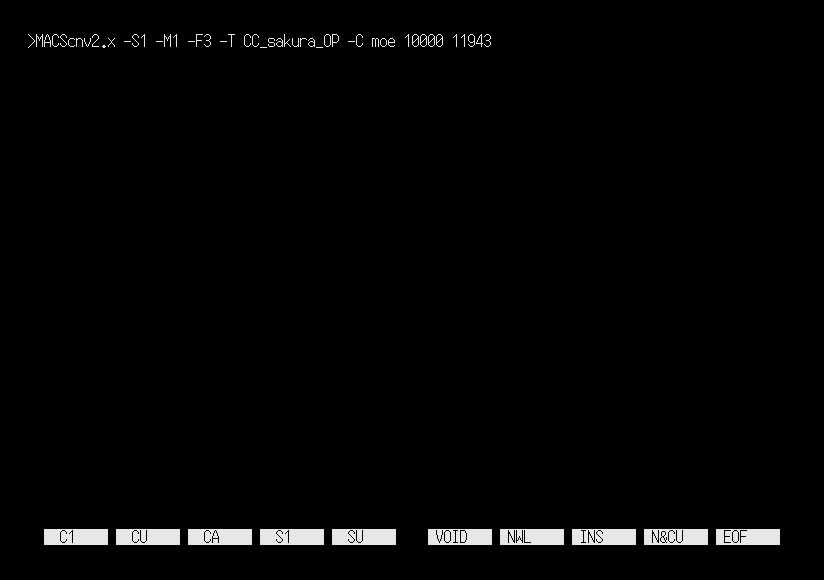 >MACScnv2.x -S1 -M1 -F3 -T CC_sakura_OP -C moe 10000 11943
C1 CU CA S1 SU VOID NWL INS N&CU EOF